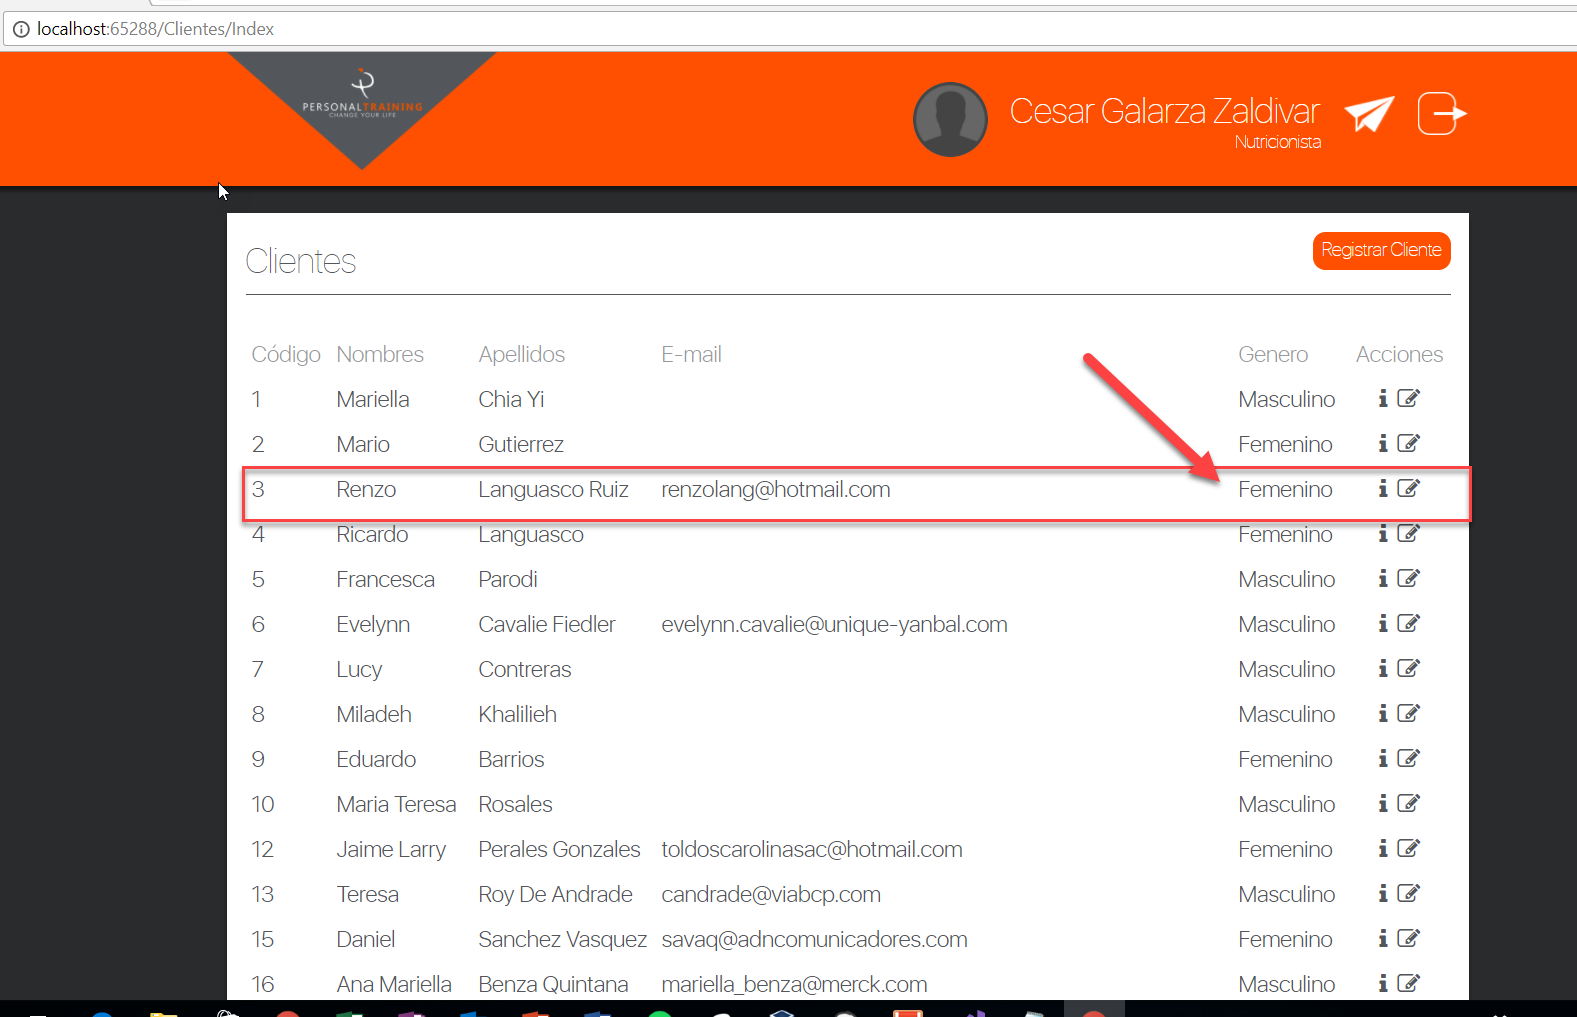 localhost:65288/Clientes/Index
PERSONALTRAINING
CHANGE YOUR LIFE
Cesar Galarza Zaldivar
Nutricionista
Clientes
Registrar Cliente
Código Nombres Apellidos E-mail Genero Acciones
1 Mariella Chia Yi Masculino
2 Mario Gutierrez Femenino
3 Renzo Languasco Ruiz renzolang@hotmail.com Femenino
4 Ricardo Languasco Femenino
5 Francesca Parodi Masculino
6 Evelynn Cavalie Fiedler evelynn.cavalie@unique-yanbal.com Masculino
7 Lucy Contreras Masculino
8 Miladeh Khalilieh Masculino
9 Eduardo Barrios Femenino
10 Maria Teresa Rosales Masculino
12 Jaime Larry Perales Gonzales toldoscarolinasac@hotmail.com Femenino
13 Teresa Roy De Andrade candrade@viabcp.com Masculino
15 Daniel Sanchez Vasquez savaq@adncomunicadores.com Femenino
16 Ana Mariella Benza Quintana mariella_benza@merck.com Masculino